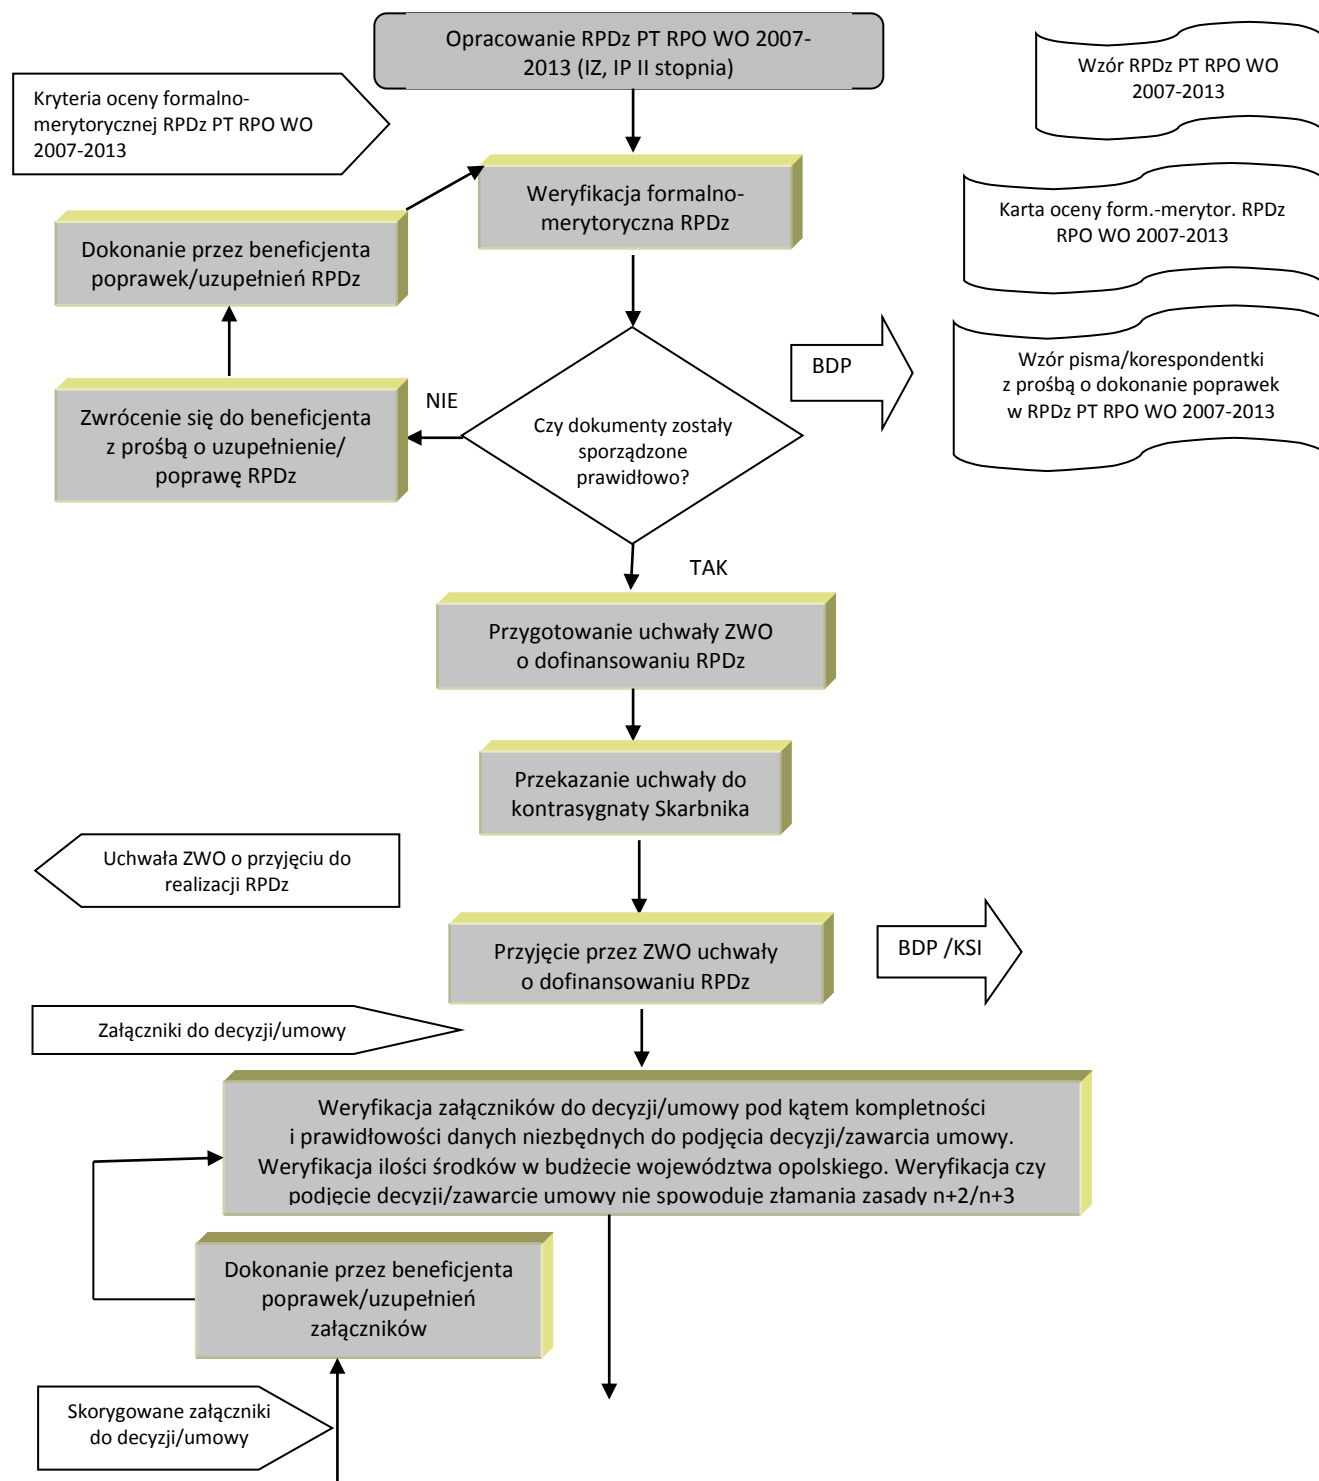 Opracowanie RPDz PT RPO WO 2007-
2013 (IZ, IP II stopnia)
Wzór RPDz PT RPO WO
2007-2013
Kryteria oceny formalno-
merytorycznej RPDz PT RPO WO
2007-2013
Weryfikacja formalno-
merytoryczna RPDz
Karta oceny form.-merytor. RPDz
RPO WO 2007-2013
Dokonanie przez beneficjenta
poprawek/uzupełnień RPDz
BDP
Wzór pisma/korespondentki
z prośbą o dokonanie poprawek
w RPDz PT RPO WO 2007-2013
Zwrócenie się do beneficjenta
z prośbą o uzupełnienie/
poprawę RPDz
NIE
Czy dokumenty zostały
sporządzone
prawidłowo?
TAK
Przygotowanie uchwały ZWO
o dofinansowaniu RPDz
Przekazanie uchwały do
kontrasygnaty Skarbnika
Uchwała ZWO o przyjęciu do
realizacji RPDz
Przyjęcie przez ZWO uchwały
o dofinansowaniu RPDz
BDP /KSI
Załączniki do decyzji/umowy
Weryfikacja załączników do decyzji/umowy pod kątem kompletności
i prawidłowości danych niezbędnych do podjęcia decyzji/zawarcia umowy.
Weryfikacja ilości środków w budżecie województwa opolskiego. Weryfikacja czy
podjęcie decyzji/zawarcie umowy nie spowoduje złamania zasady n+2/n+3
Dokonanie przez beneficjenta
poprawek/uzupełnień
załączników
Skorygowane załączniki
do decyzji/umowy